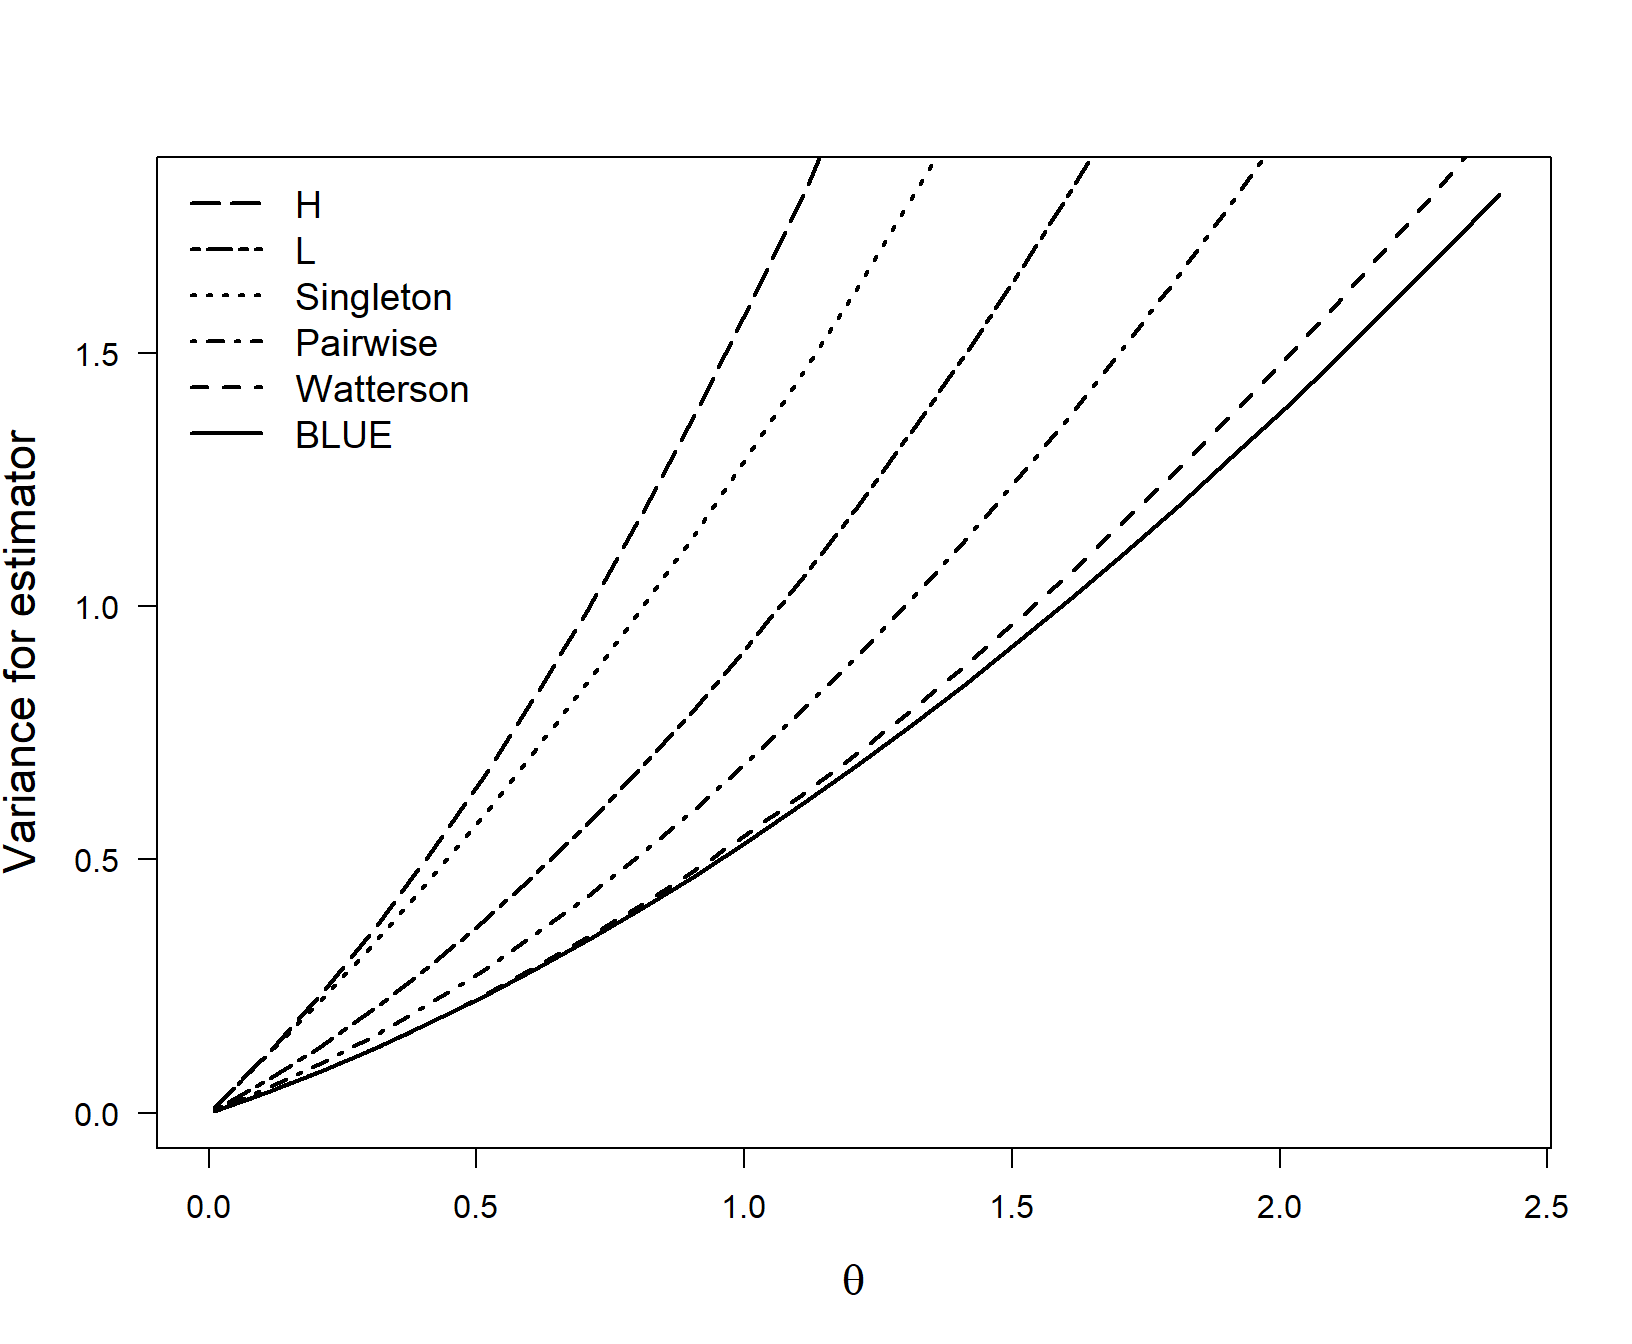 H
L
Singleton
Pairwise
Watterson
BLUE
Variance for estimator
1.5
1.0
0.5
0.0
0.0 0.5 1.0 1.5 2.0 2.5
θ